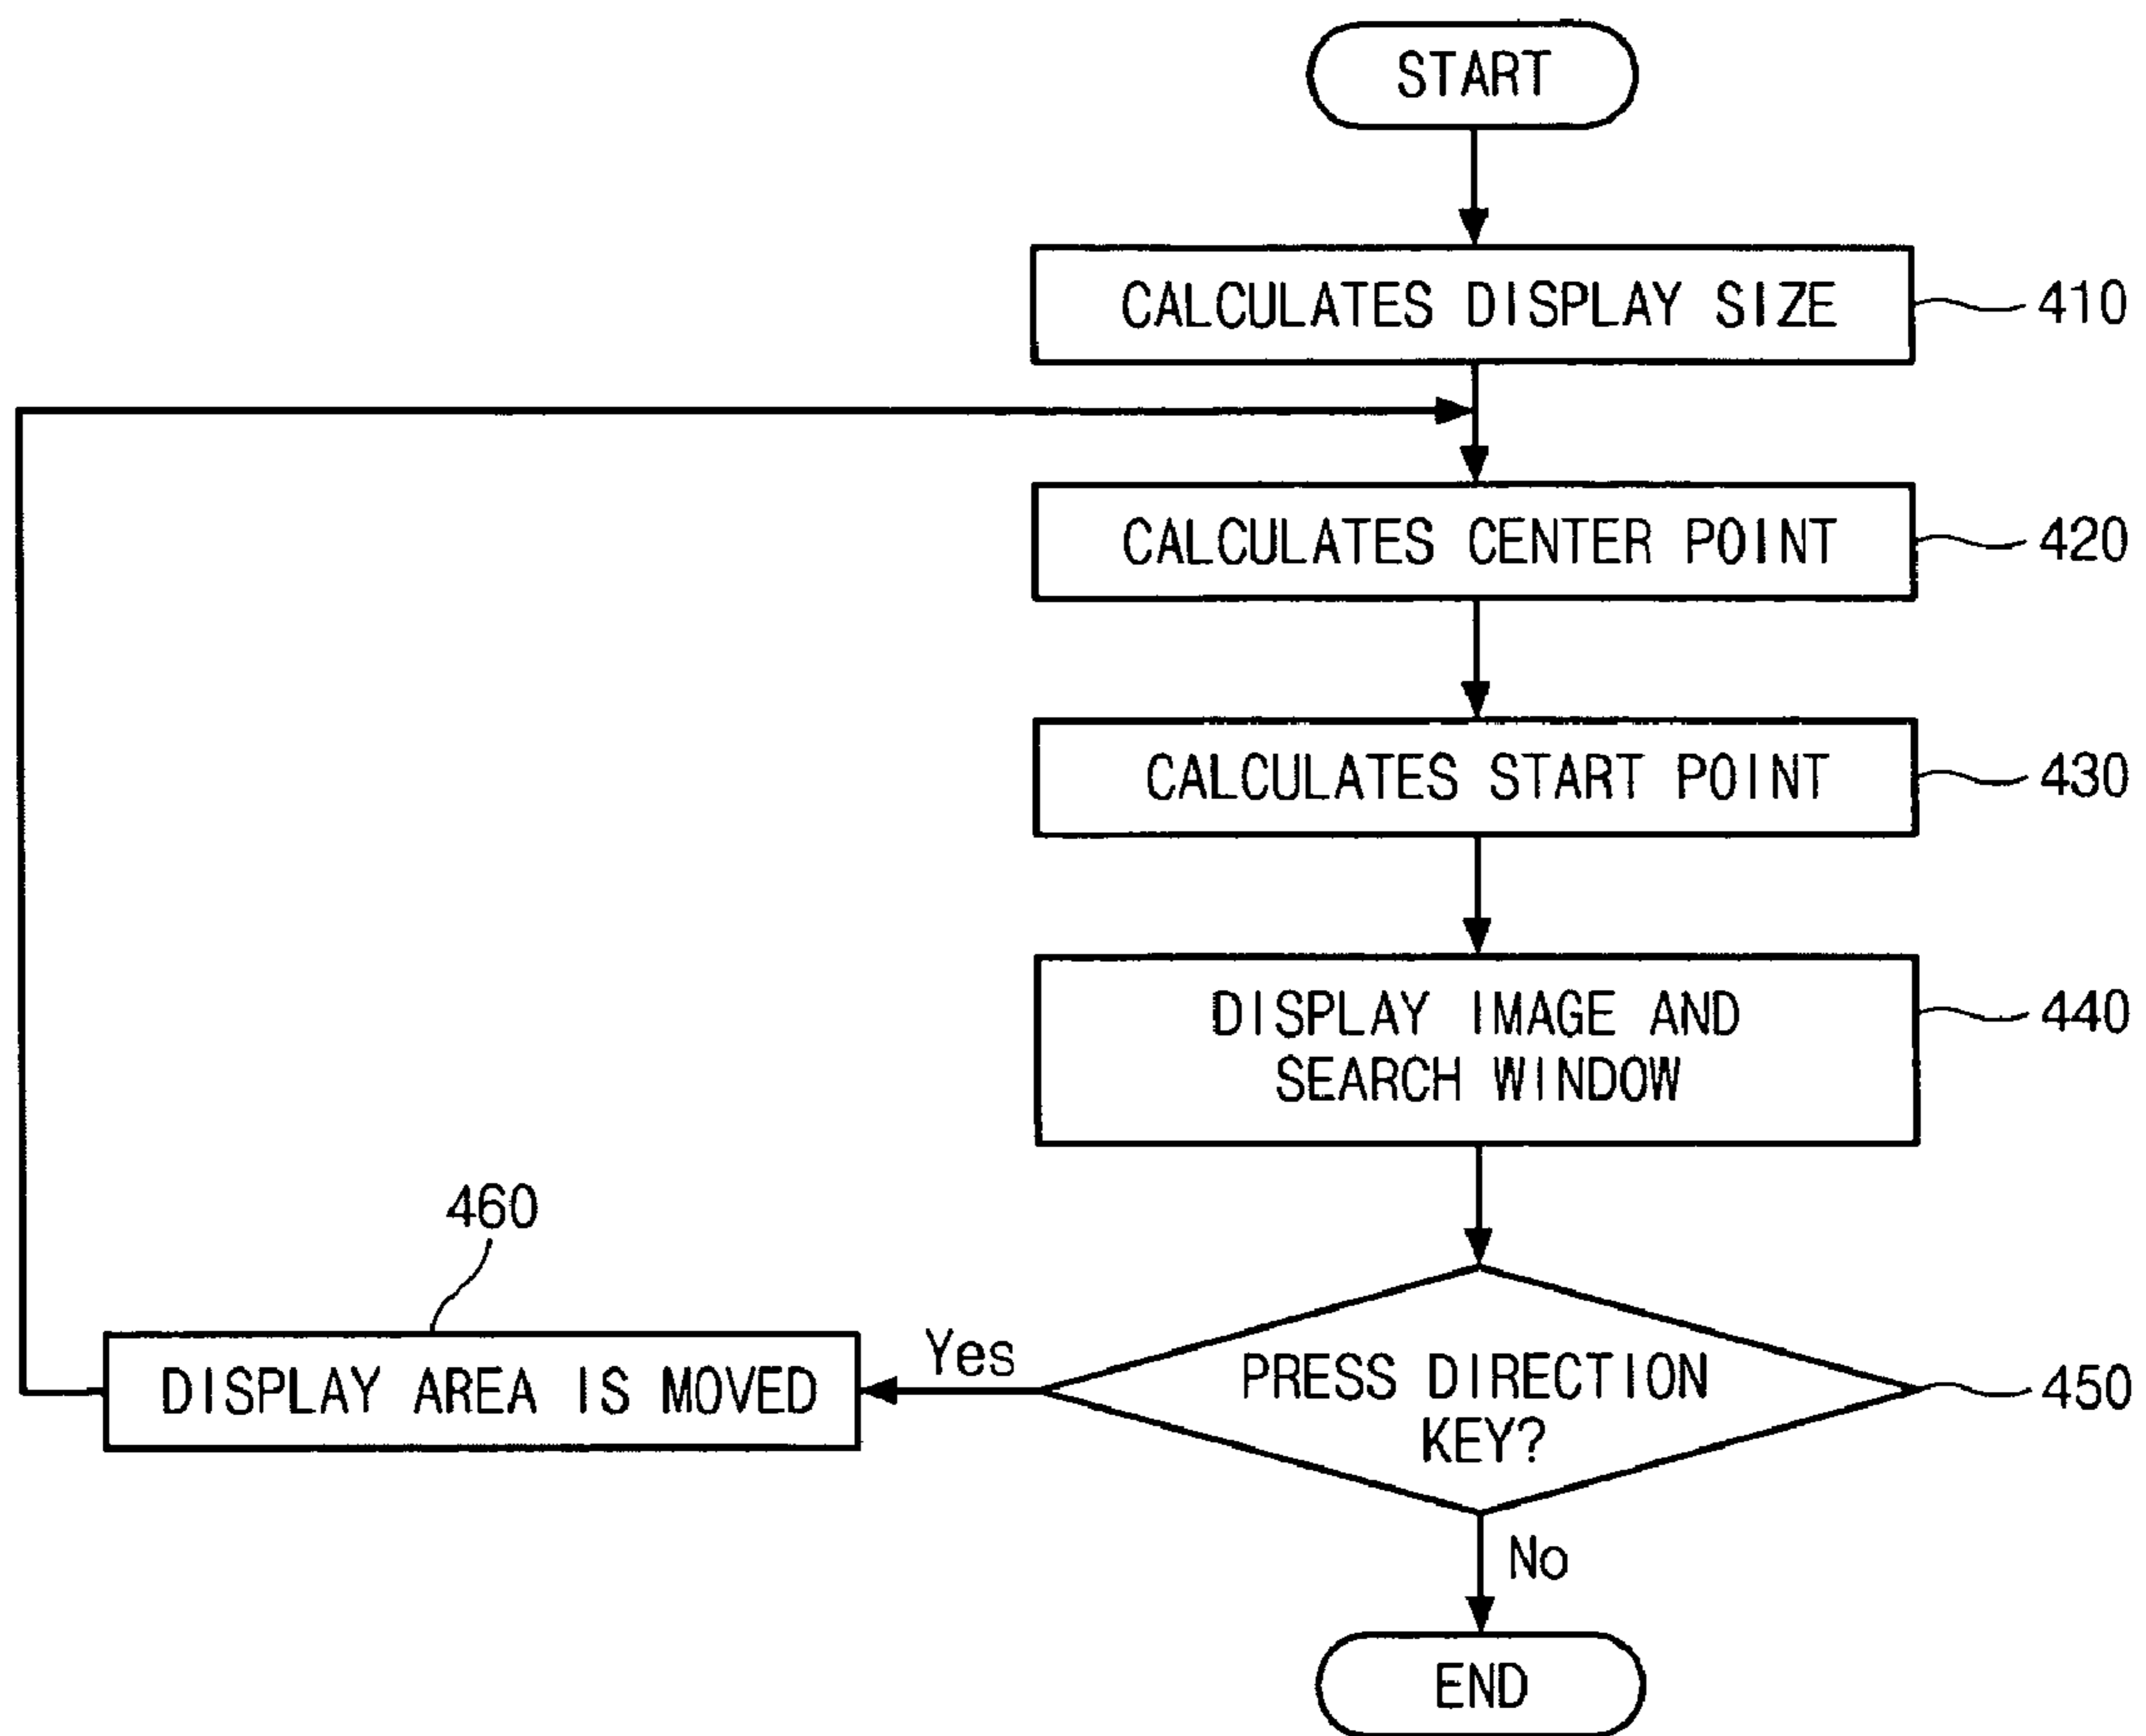 START
CALCULATES DISPLAY SIZE
410
CALCULATES CENTER POINT
420
CALCULATES START POINT
430
DISPLAY IMAGE AND
SEARCH WINDOW
440
460
DISPLAY AREA IS MOVED
Yes
PRESS DIRECTION
KEY?
450
No
END